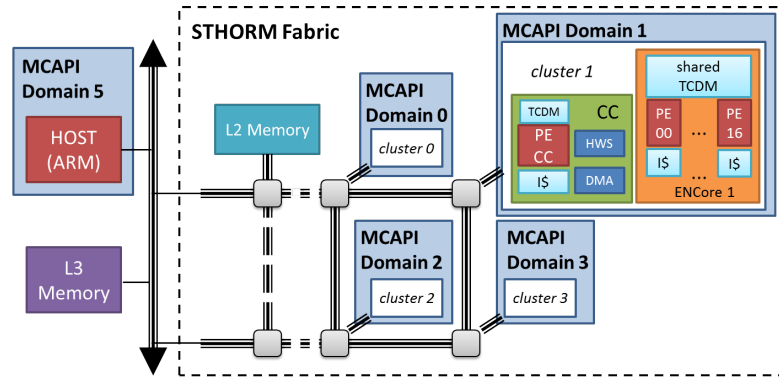 STHORM Fabric
MCAPI
Domain 5
HOST
(ARM)
L3
Memory
L2 Memory
MCAPI
Domain 0
cluster 0
MCAPI Domain 1
cluster 1
TCDM
CC
PE
CC
HWS
I$
DMA
shared
TCDM
PE
00
...
PE
16
I$
...
I$
ENCore 1
MCAPI
Domain 2
cluster 2
MCAPI
Domain 3
cluster 3